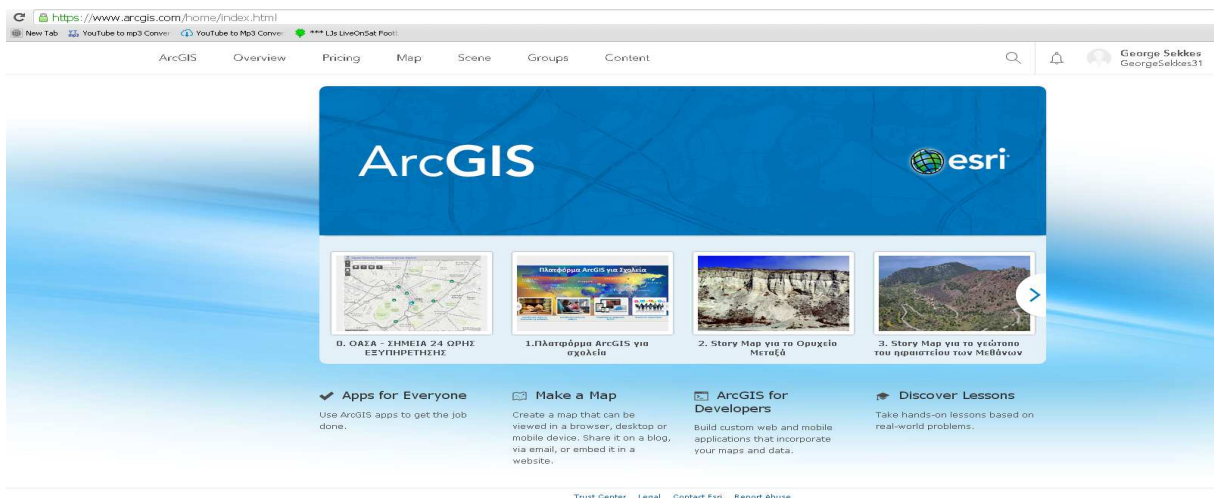 https://www.arcgis.com/home/index.html
New Tab YouTube to mp3 Conver YouTube to Mp3 Conver *** LJs LiveOnSat Footb
ArcGIS Overview Pricing Map Scene Groups Content George Sekkes
GeorgeSekkes31
ArcGIS esri
Πλατφόρμα ArcGIS για Σχολεία
0. ΟΑΣΑ - ΣΗΜΕΙΑ 24 ΩΡΗΣ ΕΞΥΠΗΡΕΤΗΣΗΣ
1.Πλατφόρμα ArcGIS για σχολεία
2. Story Map για το Ορυχείο Μεταξά
3. Story Map για το γεώτοπο του ηφαιστείου των Μεθάνων
Apps for Everyone
Use ArcGIS apps to get the job
done.
Make a Map
Create a map that can be
viewed in a browser, desktop or
mobile device. Share it on a blog,
via email, or embed it in a
website.
ArcGIS for
Developers
Build custom web and mobile
applications that incorporate
your maps and data.
Discover Lessons
Take hands-on lessons based on
real-world problems.
Trust Center Legal Contact Esri Report Abuse